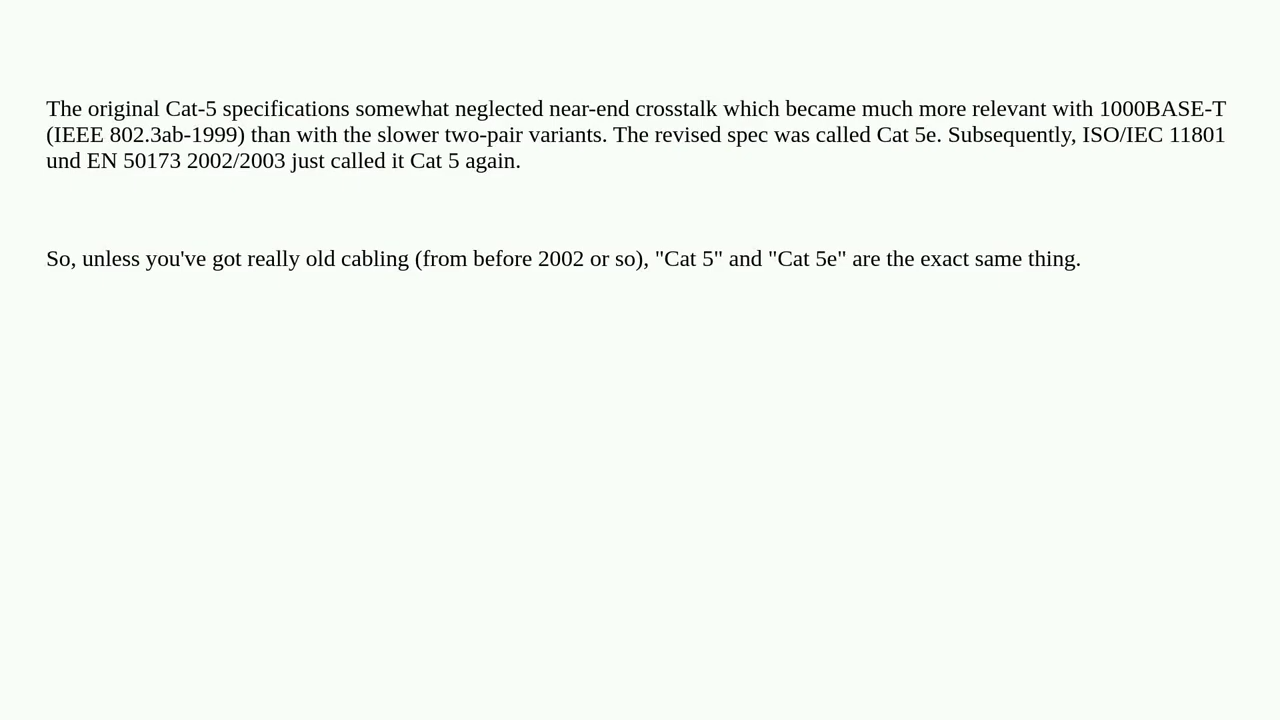 The original Cat-5 specifications somewhat neglected near-end crosstalk which became much more relevant with 1000BASE-T
(IEEE 802.3ab-1999) than with the slower two-pair variants. The revised spec was called Cat 5e. Subsequently, ISO/IEC 11801
und EN 50173 2002/2003 just called it Cat 5 again.
So, unless you've got really old cabling (from before 2002 or so), "Cat 5" and "Cat 5e" are the exact same thing.